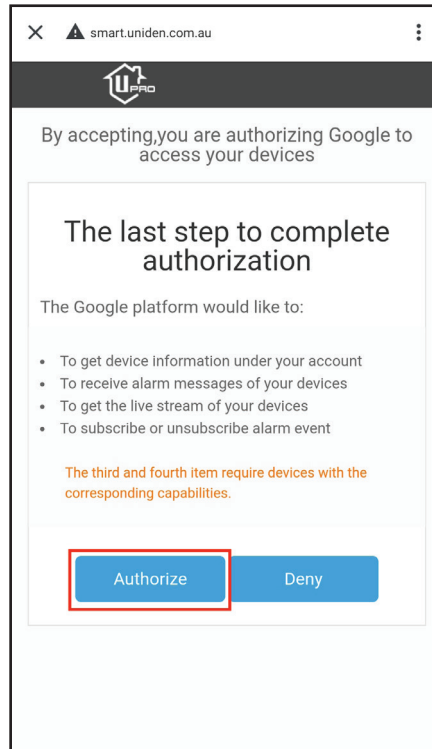 smart.uniden.com.au
UPRO
By accepting,you are authorizing Google to
access your devices
The last step to complete
authorization
The Google platform would like to:
• To get device information under your account
• To receive alarm messages of your devices
• To get the live stream of your devices
• To subscribe or unsubscribe alarm event
The third and fourth item require devices with the
corresponding capabilities.
Authorize Deny